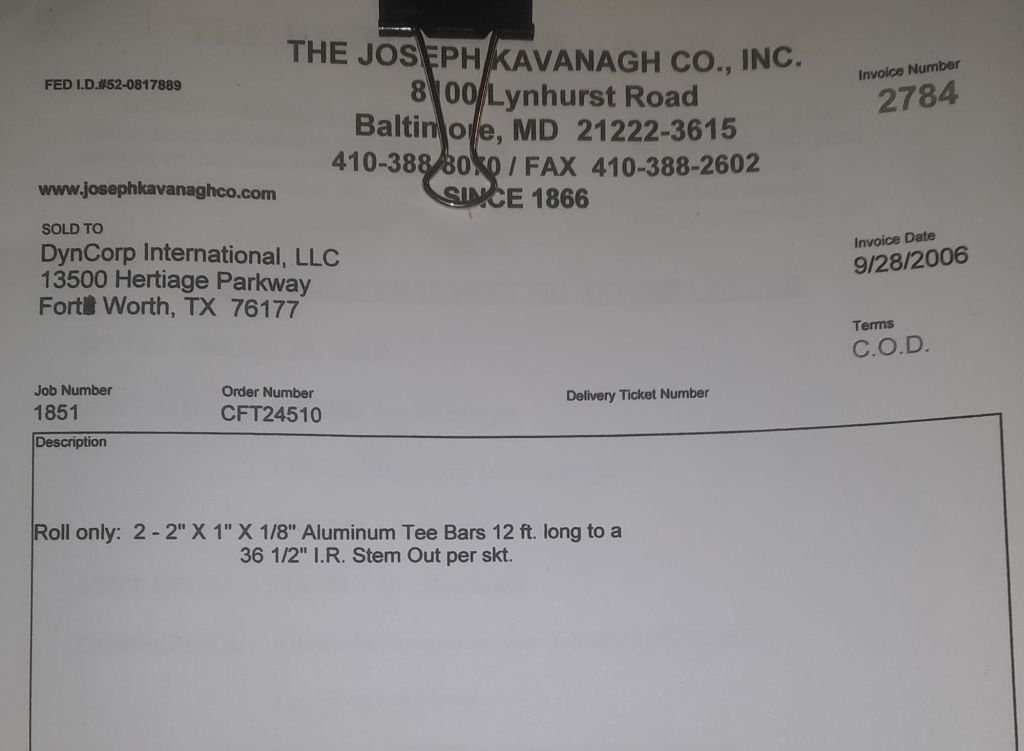 THE JOSEPH KAVANAGH CO., INC.
FED I.D.#52-0817889
Invoice Number
2784
8100 Lynhurst Road
Baltimore, MD 21222-3615
410-388-8070 / FAX 410-388-2602
www.josephkavanaghco.com
SINCE 1866
SOLD TO
DynCorp International, LLC
13500 Hertiage Parkway
Fort Worth, TX 76177
Invoice Date
9/28/2006
Terms
C.O.D.
Job Number
1851
Order Number
CFT24510
Delivery Ticket Number
Description
Roll only: 2 - 2" X 1" X 1/8" Aluminum Tee Bars 12 ft. long to a
36 1/2" I.R. Stem Out per skt.